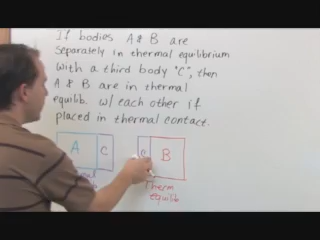 If bodies A & B are
separately in thermal equilibrium
with a third body "C", then
A & B are in thermal
equilib. w/ each other if
placed in thermal contact.
A C C B
Therm
equilib